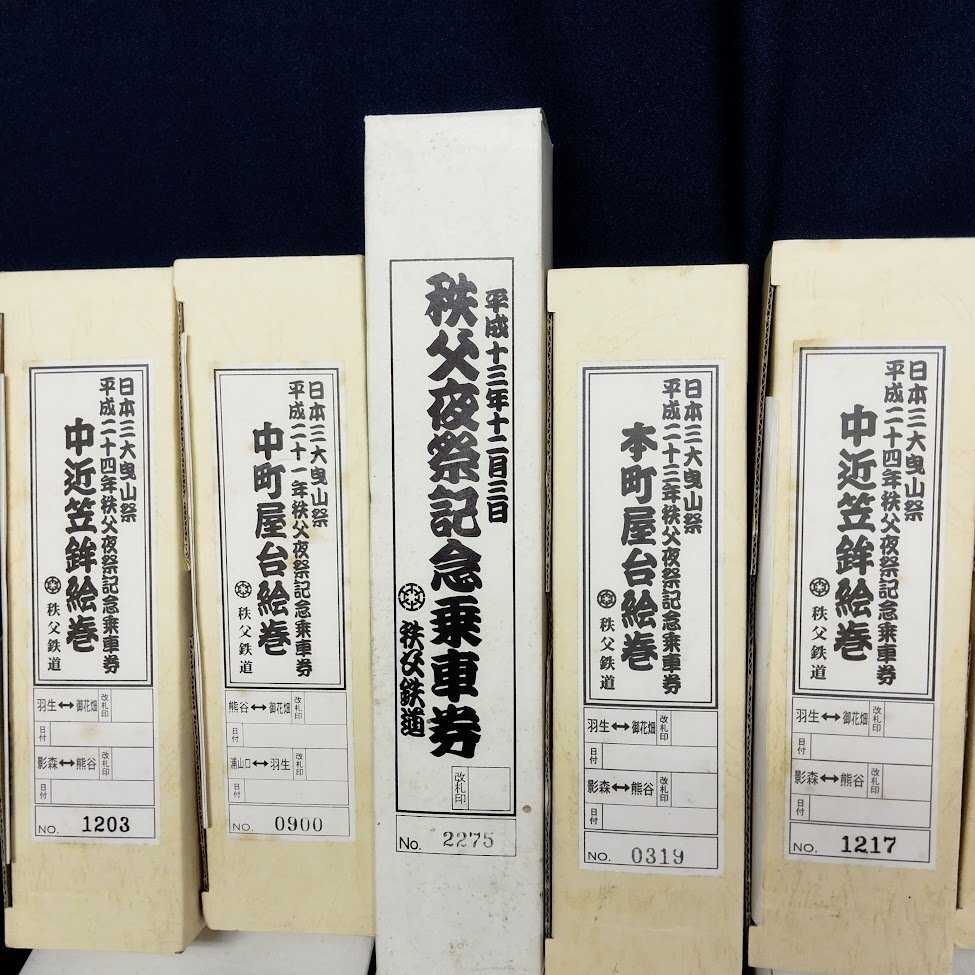 日本三大曳山祭
平成二十四年秩父夜祭記念乗車券
中近笠鉾絵巻
秩父鉄道
羽生↔御花畑
改札印
日付
影森↔熊谷
改札印
日付
NO. 1203
日本三大曳山祭
平成二十一年秩父夜祭記念乗車券
中町屋台絵巻
秩父鉄道
熊谷↔御花畑
改札印
日付
浦山口↔羽生
改札印
日付
NO. 0900
平成十三年十二月三日
秩父夜祭記念乗車券
秩父鉄道
改札印
No. 2275
日本三大曳山祭
平成二十三年秩父夜祭記念乗車券
本町屋台絵巻
秩父鉄道
羽生↔御花畑
改札印
日付
影森↔熊谷
改札印
日付
NO. 0319
日本三大曳山祭
平成二十四年秩父夜祭記念乗車券
中近笠鉾絵巻
秩父鉄道
羽生↔御花畑
改札印
日付
影森↔熊谷
改札印
日付
NO. 1217